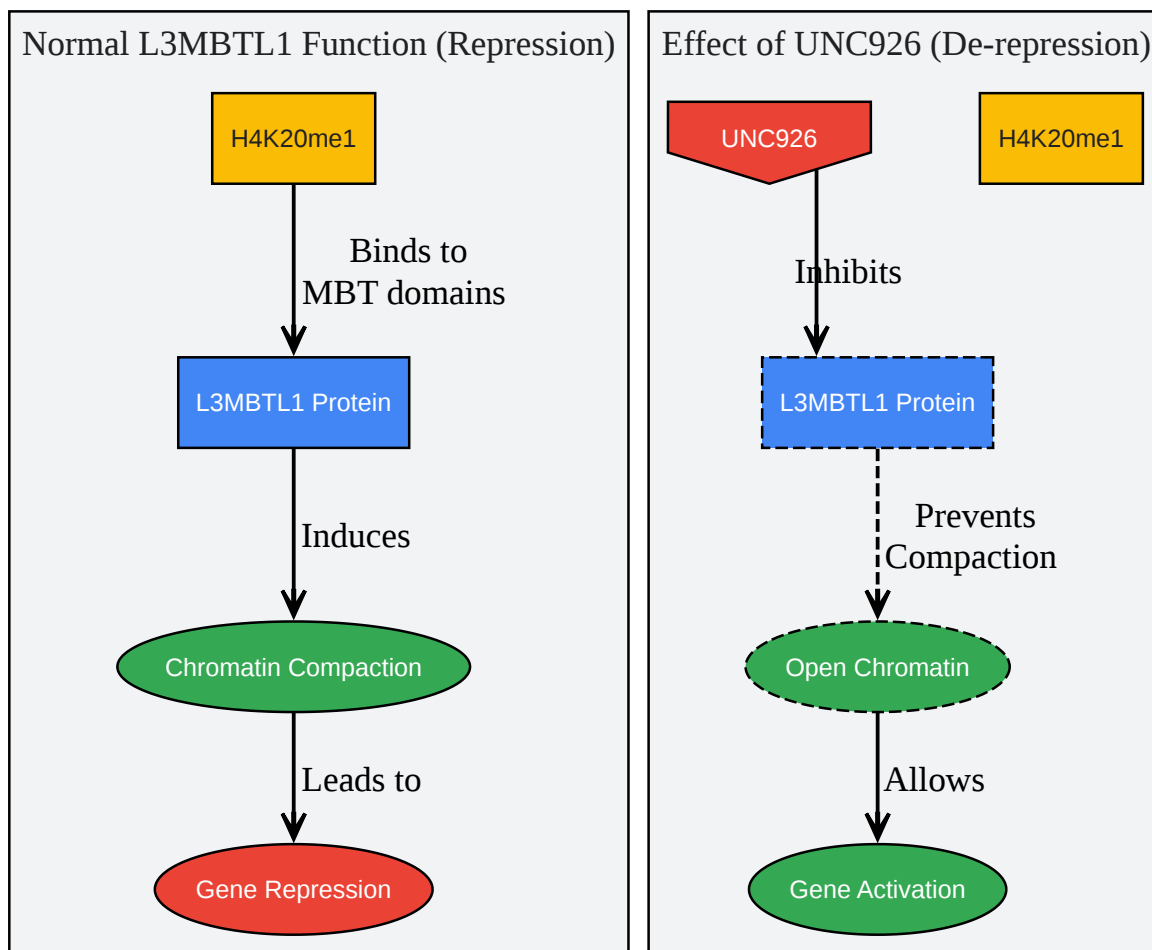 Normal L3MBTL1 Function (Repression)
H4K20me1
Binds to
MBT domains
L3MBTL1 Protein
Induces
Chromatin Compaction
Leads to
Gene Repression
Effect of UNC926 (De-repression)
UNC926
H4K20me1
Inhibits
L3MBTL1 Protein
Prevents
Compaction
Open Chromatin
Allows
Gene Activation